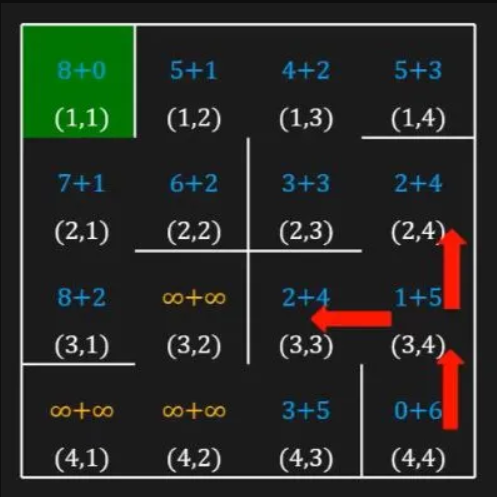 8+0 5+1 4+2 5+3
(1,1) (1,2) (1,3) (1,4)
7+1 6+2 3+3 2+4
(2,1) (2,2) (2,3) (2,4)
8+2 ∞+∞ 2+4 1+5
(3,1) (3,2) (3,3) (3,4)
∞+∞ ∞+∞ 3+5 0+6
(4,1) (4,2) (4,3) (4,4)